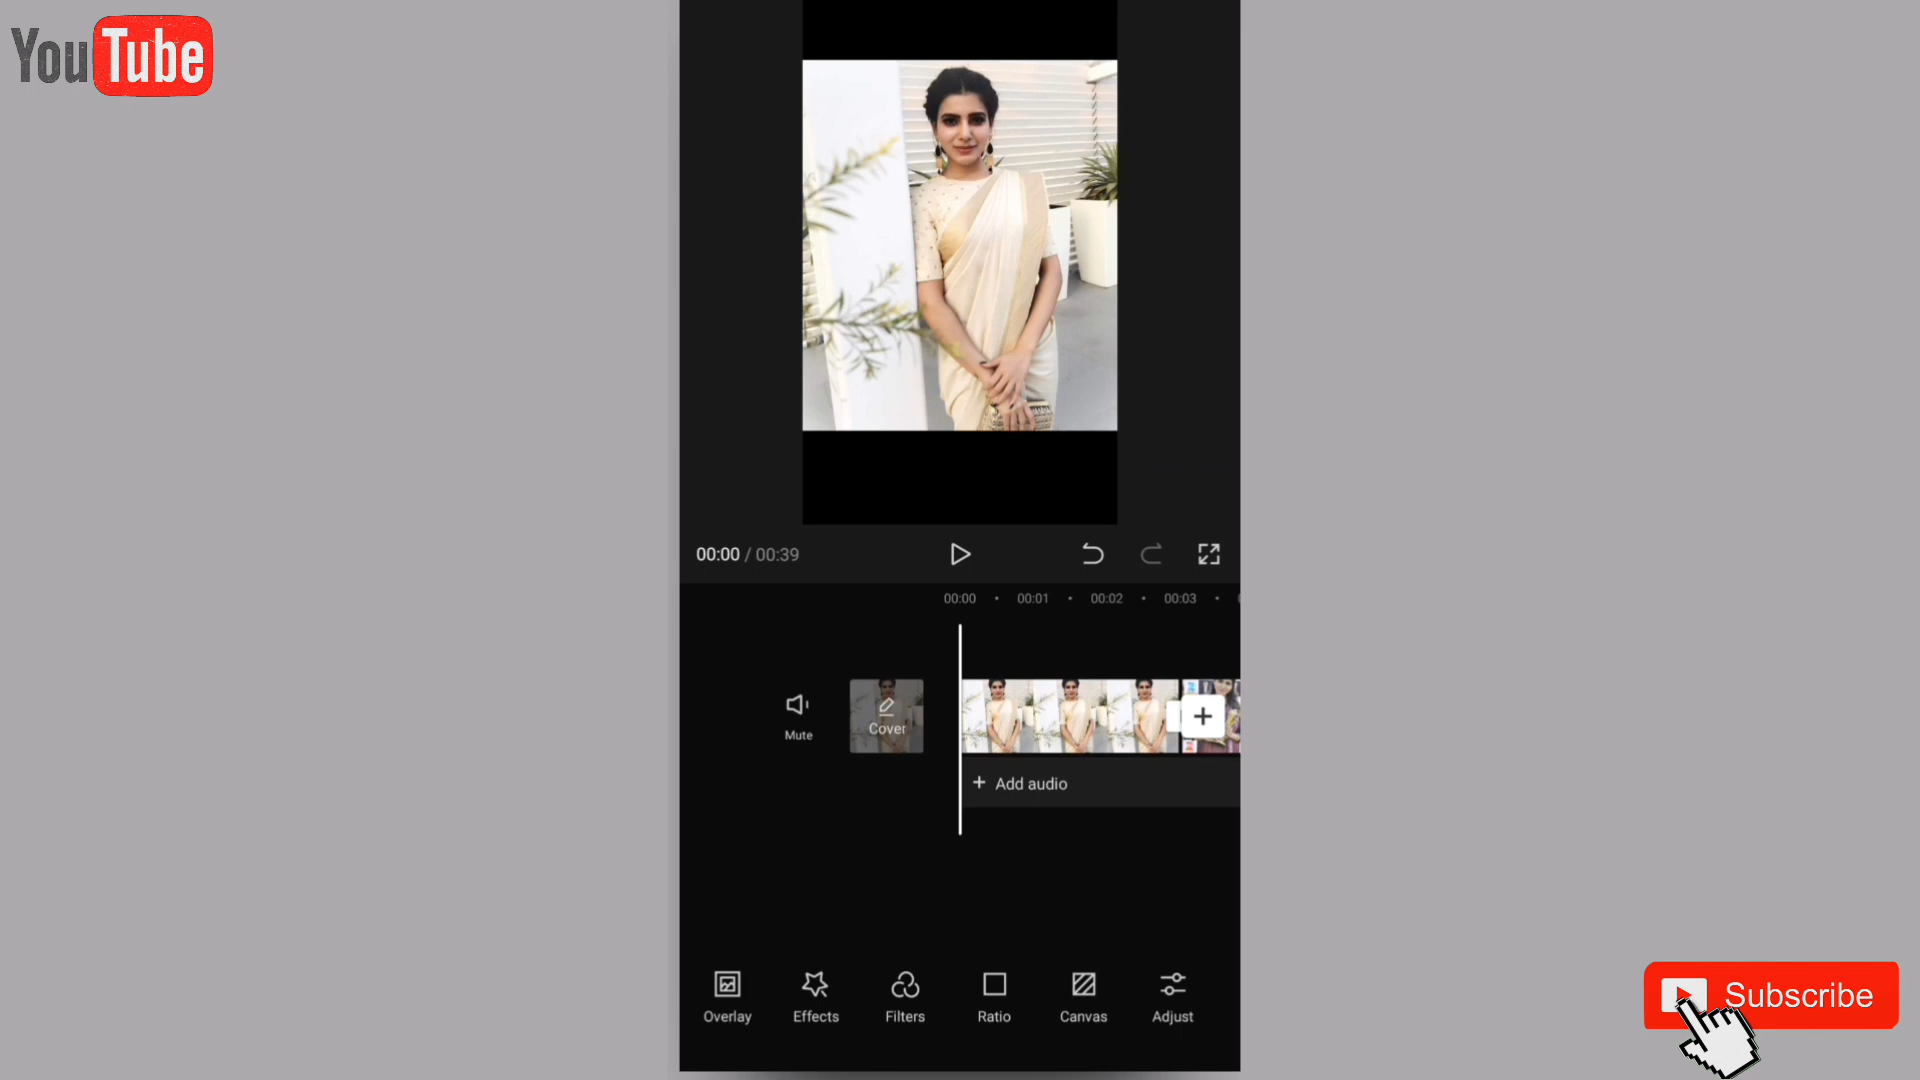 YouTube
00:00 / 00:39
00:00 00:01 00:02 00:03
Mute
Cover
+ Add audio
Overlay Effects Filters Ratio Canvas Adjust
Subscribe